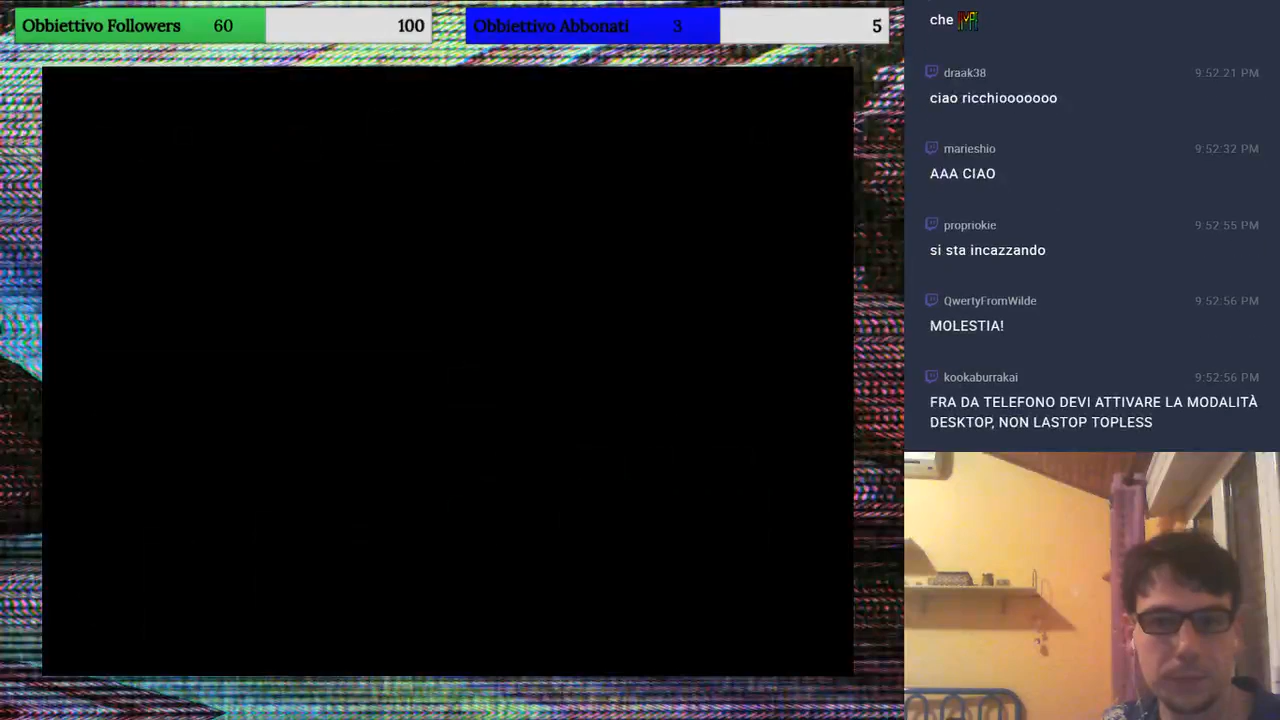 Obbiettivo Followers 60 100
Obbiettivo Abbonati 3 5
che
draak38 9:52:21 PM
ciao ricchiooooooo
marieshio 9:52:32 PM
AAA CIAO
propriokie 9:52:55 PM
si sta incazzando
QwertyFromWilde 9:52:56 PM
MOLESTIA!
kookaburrakai 9:52:56 PM
FRA DA TELEFONO DEVI ATTIVARE LA MODALITÀ
DESKTOP, NON LASTOP TOPLESS